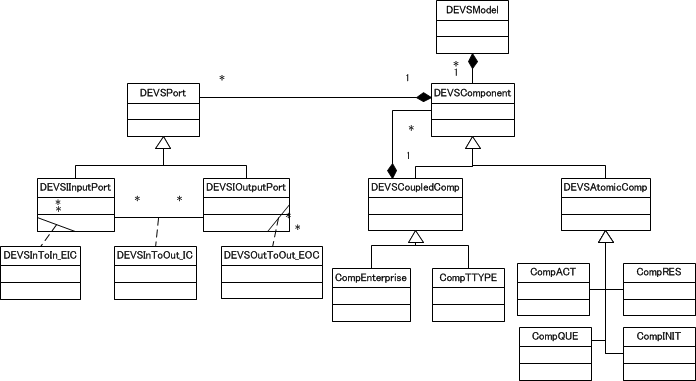 DEVSModel
*
1
DEVSPort
*
1
DEVSComponent
*
1
DEVSIInputPort
*
*
*
*
DEVSIOutputPort
*
*
DEVSCoupledComp
DEVSAtomicComp
DEVSInToIn_EIC
DEVSInToOut_IC
DEVSOutToOut_EOC
CompEnterprise
CompTTYPE
CompACT
CompRES
CompQUE
CompINIT